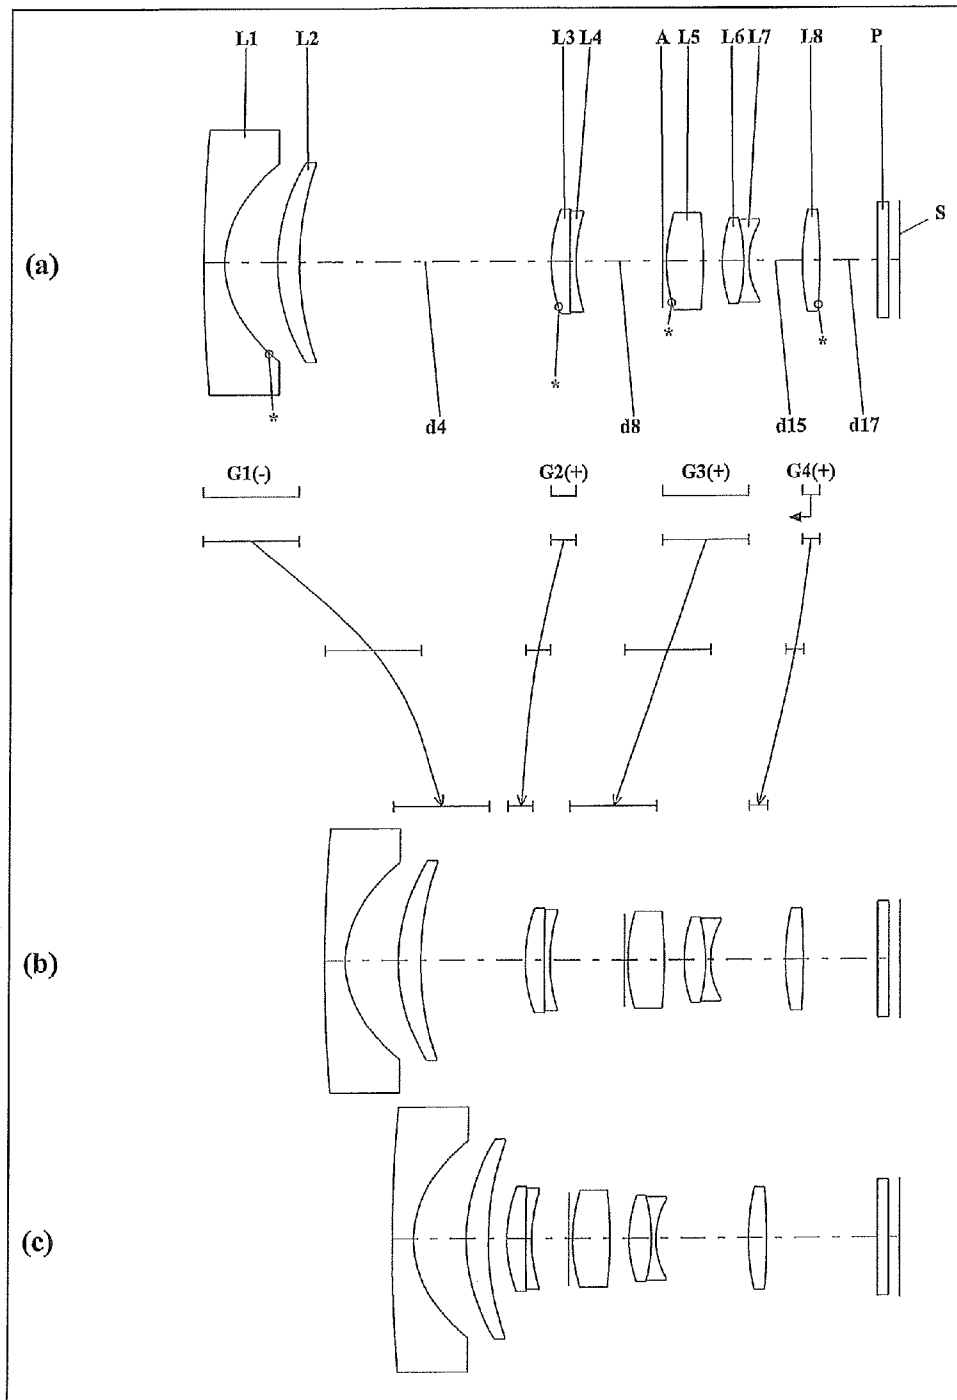 L1 L2 L3 L4 A L5 L6 L7 L8 P
S
(a)
*
*
*
*
d4 d8 d15 d17
G1(-) G2(+) G3(+) G4(+)
(b)
(c)